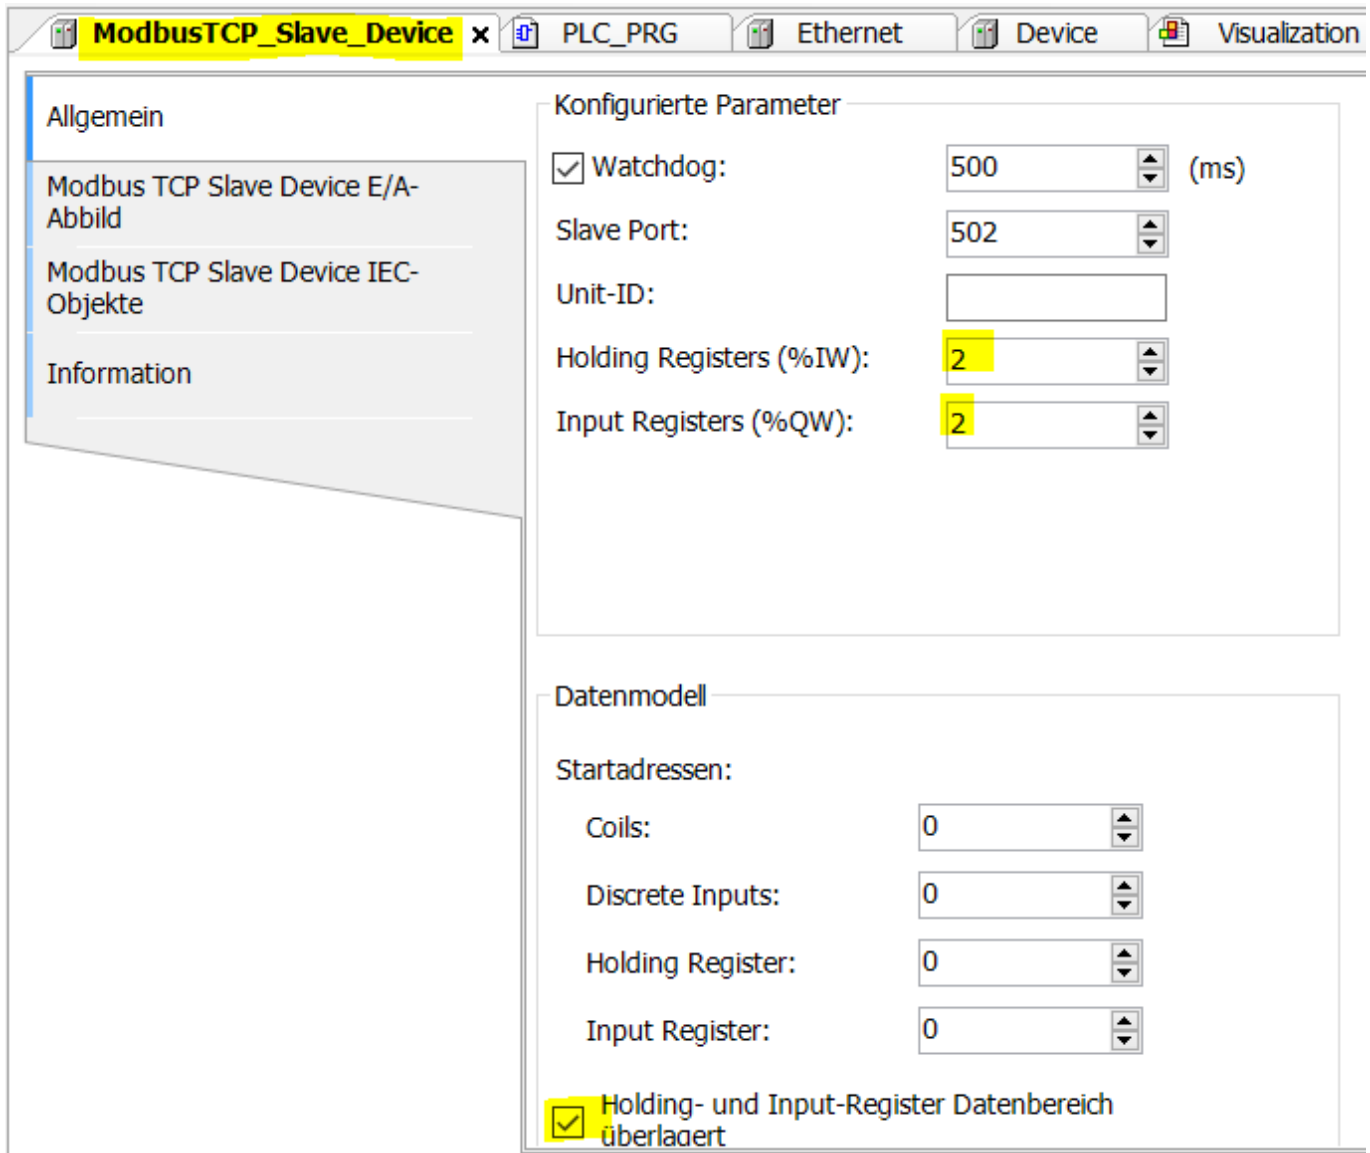 ModbusTCP_Slave_Device x PLC_PRG Ethernet Device Visualization
Allgemein
Modbus TCP Slave Device E/A-
Abbild
Modbus TCP Slave Device IEC-
Objekte
Information
Konfigurierte Parameter
Watchdog: 500 (ms)
Slave Port: 502
Unit-ID:
Holding Registers (%IW): 2
Input Registers (%QW): 2
Datenmodell
Startadressen:
Coils: 0
Discrete Inputs: 0
Holding Register: 0
Input Register: 0
Holding- und Input-Register Datenbereich
überlagert